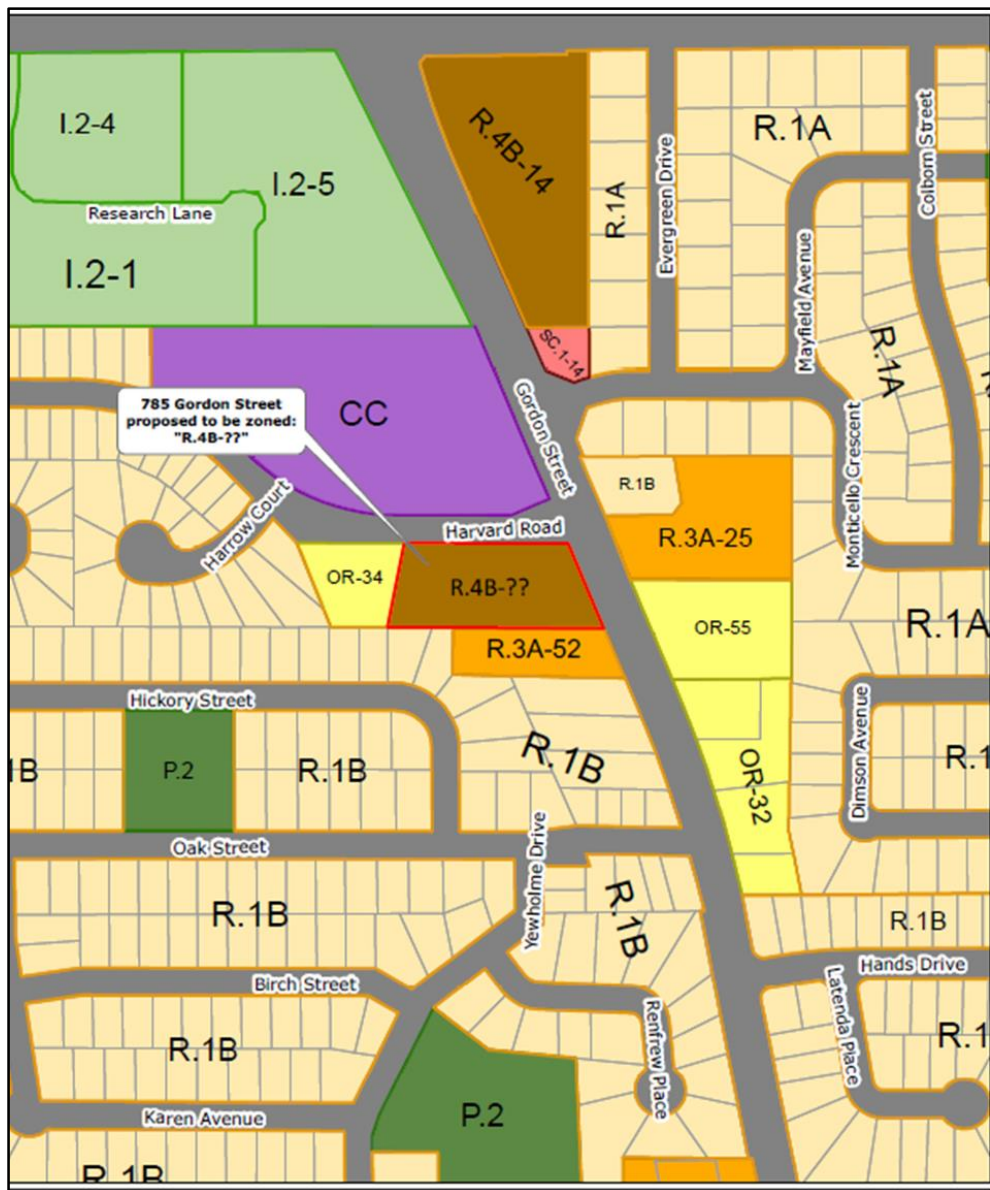 I.2-4
R.4B-14
R.1A
Colborn Street
I.2-5
R.1A
Evergreen Drive
Research Lane
Mayfield Avenue
I.2-1
R.1A
SC.1-14
785 Gordon Street
proposed to be zoned:
"R.4B-??"
CC
Gordon Street
Monticello Crescent
R.1B
Harrow Court
Harvard Road
R.3A-25
OR-34
R.4B-??
OR-55
R.1A
R.3A-52
Hickory Street
Dimson Avenue
1B
P.2
R.1B
R.1B
OR-32
R.1
Oak Street
Yewholme Drive
R.1B
R.1B
R.1B
Hands Drive
Birch Street
Latenda Place
Renfrew Place
R.1B
R.1
P.2
Karen Avenue
R.1B